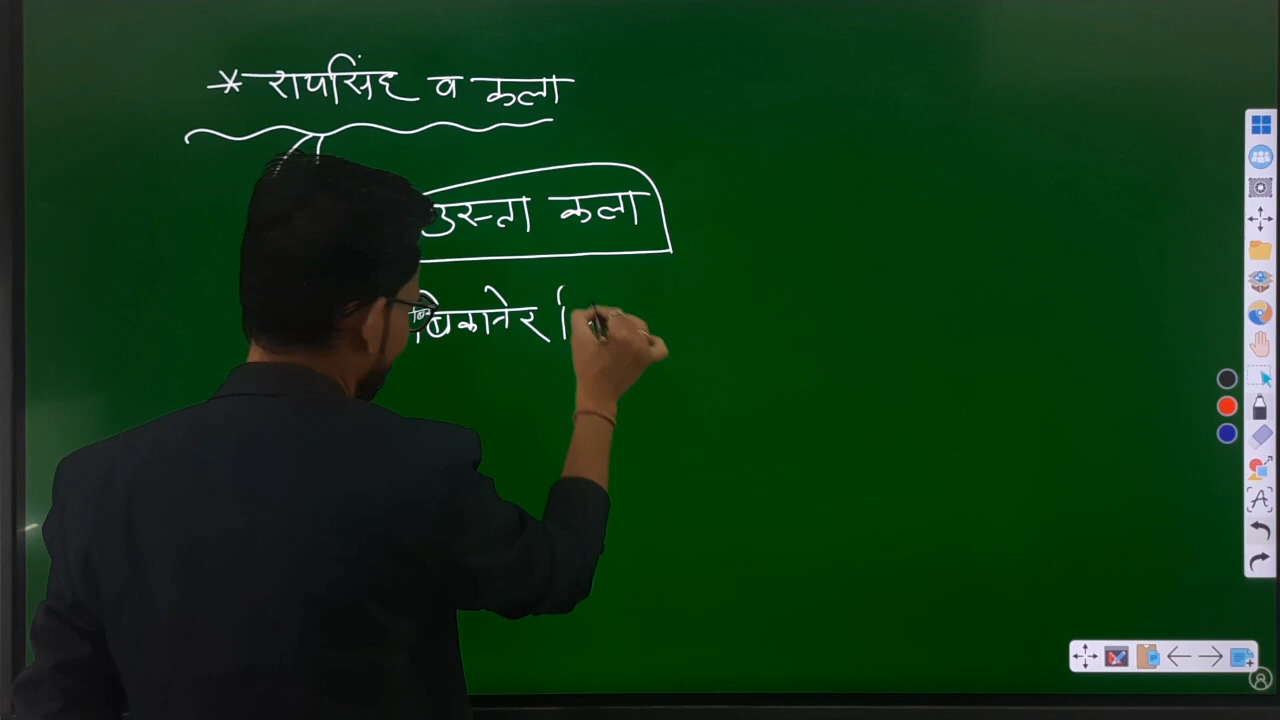 * रायसिंह व कला
उस्ता कला
बिकानेर